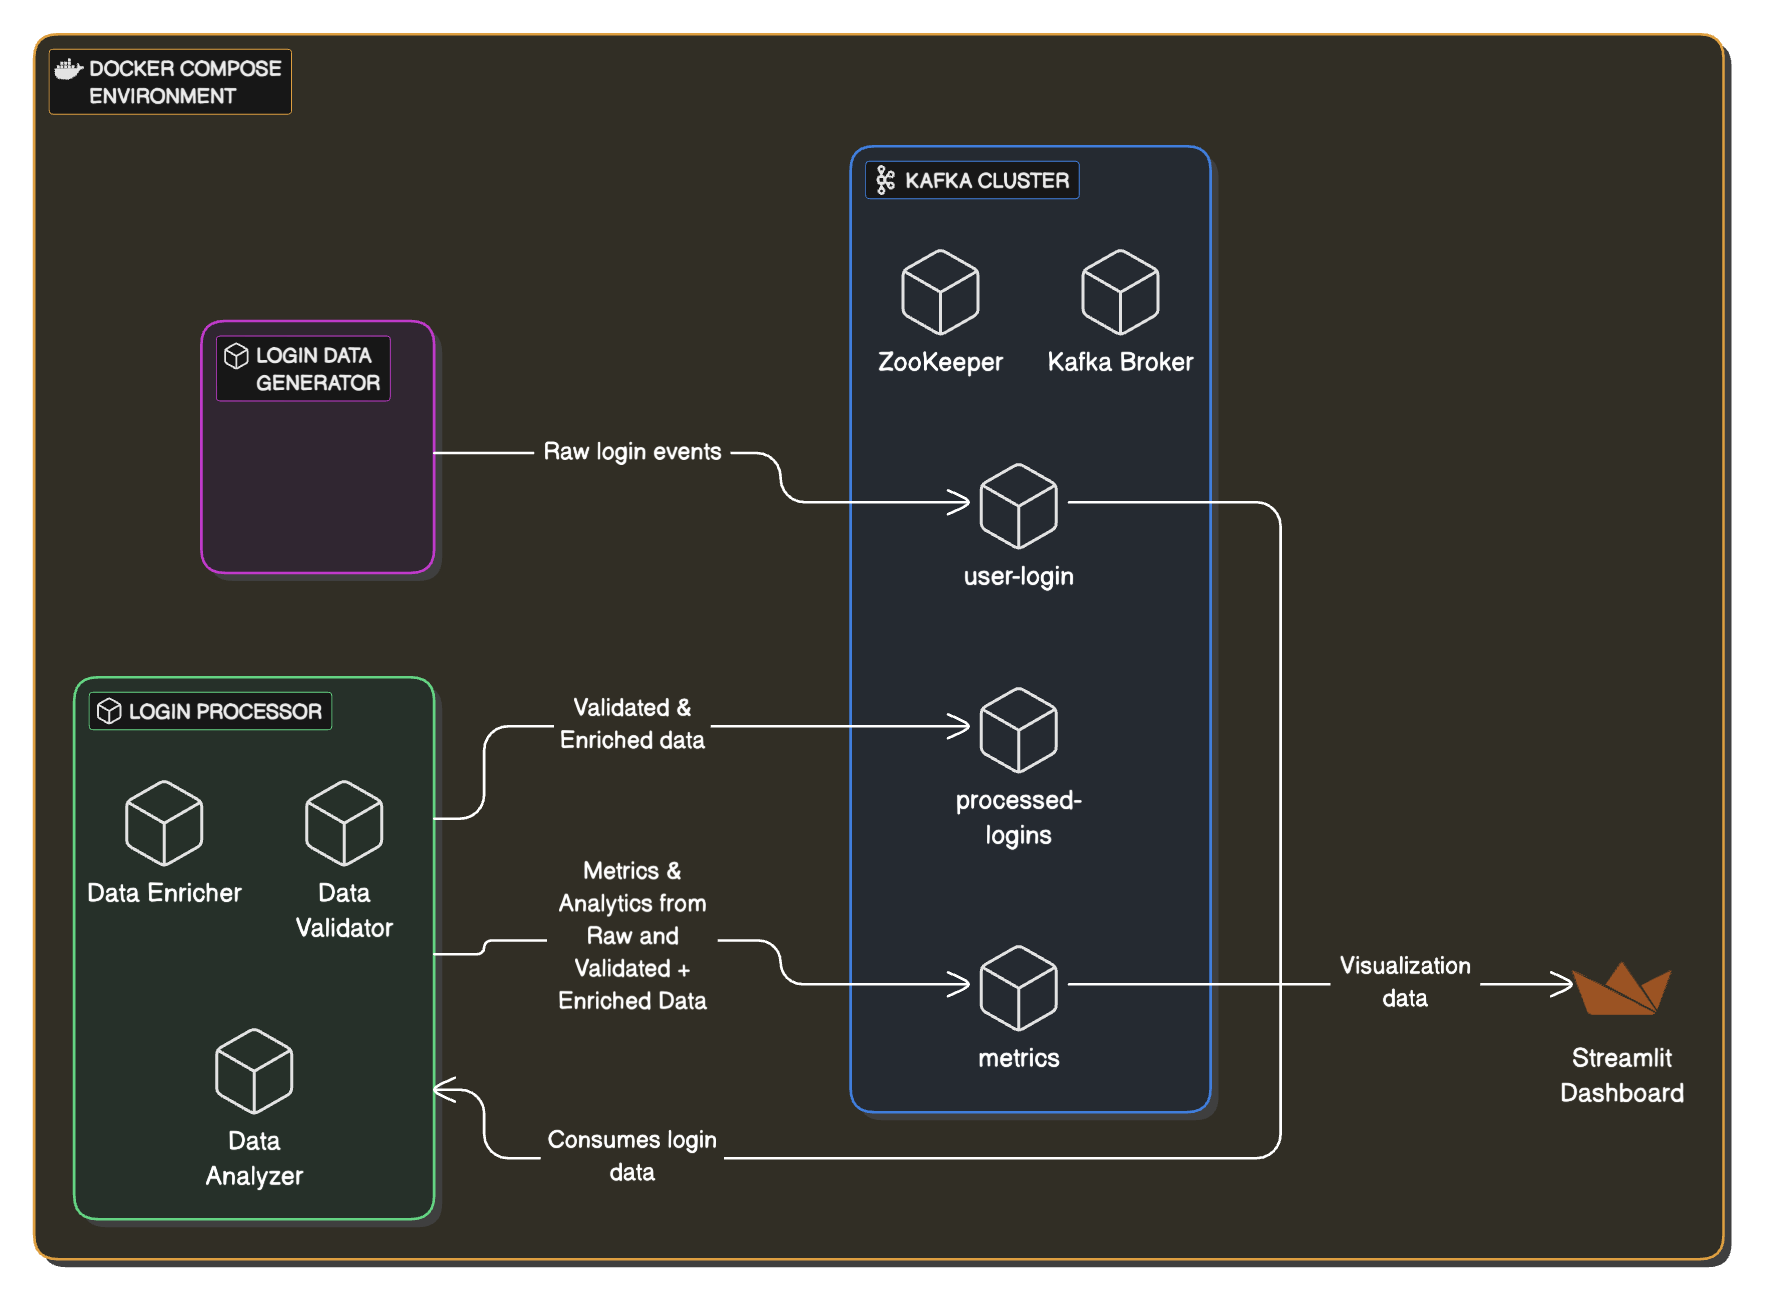 DOCKER COMPOSE
ENVIRONMENT
KAFKA CLUSTER
ZooKeeper
Kafka Broker
LOGIN DATA
GENERATOR
Raw login events
user-login
LOGIN PROCESSOR
Validated &
Enriched data
processed-
logins
Data Enricher
Data
Validator
Metrics &
Analytics from
Raw and
Validated +
Enriched Data
metrics
Visualization
data
Streamlit
Dashboard
Data
Analyzer
Consumes login
data